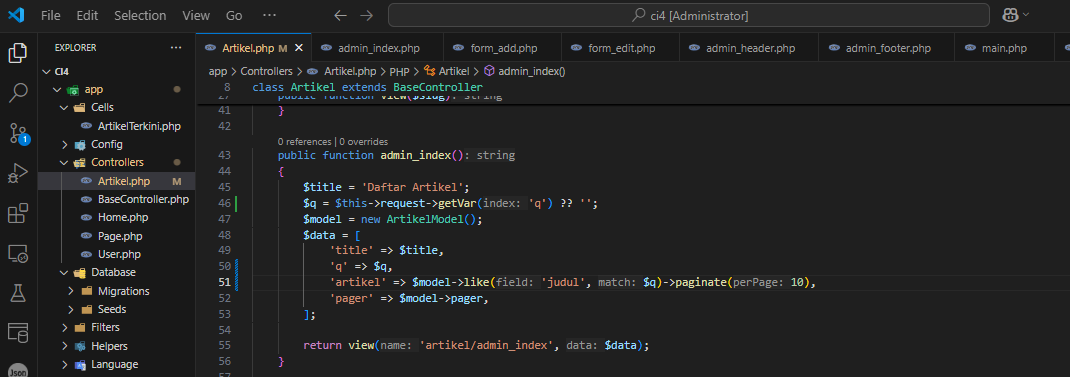 File Edit Selection View Go ··· ci4 [Administrator]
EXPLORER ···
Artikel.php M admin_index.php form_add.php form_edit.php admin_header.php admin_footer.php main.php
app > Controllers > Artikel.php > PHP > Artikel > admin_index()
CI4
app
Cells
ArtikelTerkini.php
Config
Controllers
Artikel.php M
BaseController.php
Home.php
Page.php
User.php
Database
Migrations
Seeds
Filters
Helpers
Language
1
Json
8 class Artikel extends BaseController
27 public function view($slug): string
41 }
42
0 references | 0 overrides
43 public function admin_index(): string
44 {
45 $title = 'Daftar Artikel';
46 $q = $this->request->getVar(index: 'q') ?? '';
47 $model = new ArtikelModel();
48 $data = [
49 'title' => $title,
50 'q' => $q,
51 'artikel' => $model->like(field: 'judul', match: $q)->paginate(perPage: 10),
52 'pager' => $model->pager,
53 ];
54
55 return view(name: 'artikel/admin_index', data: $data);
56 }
57